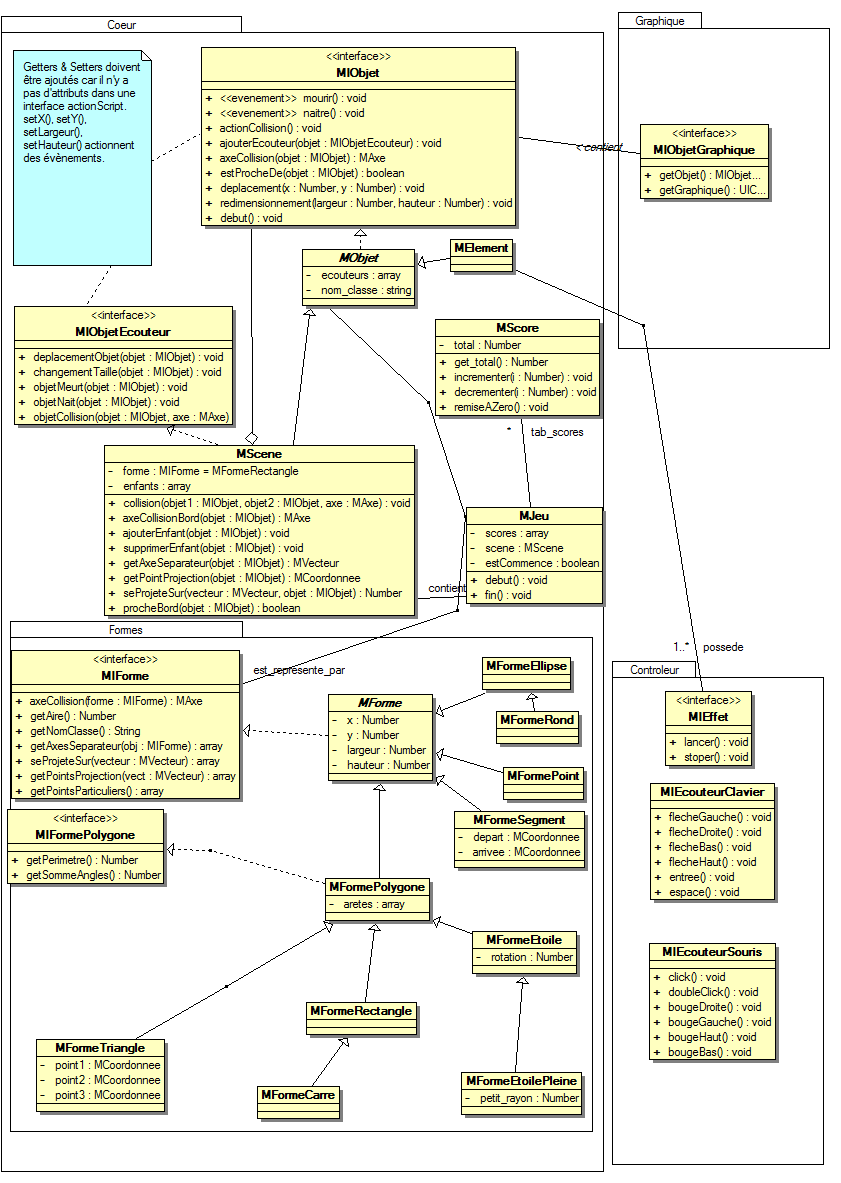 Coeur
Graphique
Getters & Setters doivent
être ajoutés car il n'y a
pas d'attributs dans une
interface actionScript.
setX(), setY(),
setLargeur(),
setHauteur() actionnent
des évènements.
<<interface>>
MIObjet
+ <<evenement>> mourir() : void
+ <<evenement>> naitre() : void
+ actionCollision() : void
+ ajouterEcouteur(objet : MIObjetEcouteur) : void
+ axeCollision(objet : MIObjet) : MAxe
+ estProcheDe(objet : MIObjet) : boolean
+ deplacement(x : Number, y : Number) : void
+ redimensionnement(largeur : Number, hauteur : Number) : void
+ debut() : void
< contient
<<interface>>
MIObjetGraphique
+ getObjet() : MIObjet...
+ getGraphique() : UIC...
MObjet
- ecouteurs : array
- nom_classe : string
MElement
<<interface>>
MIObjetEcouteur
+ deplacementObjet(objet : MIObjet) : void
+ changementTaille(objet : MIObjet) : void
+ objetMeurt(objet : MIObjet) : void
+ objetNait(objet : MIObjet) : void
+ objetCollision(objet : MIObjet, axe : MAxe)
MScore
- total : Number
+ get_total() : Number
+ incrementer(i : Number) : void
+ decrementer(i : Number) : void
+ remiseAZero() : void
* tab_scores
MScene
- forme : MIForme = MFormeRectangle
- enfants : array
+ collision(objet1 : MIObjet, objet2 : MIObjet, axe : MAxe) : void
+ axeCollisionBord(objet : MIObjet) : MAxe
+ ajouterEnfant(objet : MIObjet) : void
+ supprimerEnfant(objet : MIObjet) : void
+ getAxeSeparateur(objet : MIObjet) : MVecteur
+ getPointProjection(objet : MIObjet) : MCoordonnee
+ seProjeteSur(vecteur : MVecteur, objet : MIObjet) : Number
+ procheBord(objet : MIObjet) : boolean
MJeu
- scores : array
- scene : MScene
- estCommence : boolean
+ debut() : void
+ fin() : void
contient
Formes
est_represente_par
1..* possede
<<interface>>
MIForme
+ axeCollision(forme : MIForme) : MAxe
+ getAire() : Number
+ getNomClasse() : String
+ getAxesSeparateur(obj : MIForme) : array
+ seProjeteSur(vecteur : MVecteur) : array
+ getPointsProjection(vect : MVecteur) : array
+ getPointsParticuliers() : array
MForme
- x : Number
- y : Number
- largeur : Number
- hauteur : Number
MFormeEllipse
MFormeRond
MFormePoint
MFormeSegment
- depart : MCoordonnee
- arrivee : MCoordonnee
<<interface>>
MIFormePolygone
+ getPerimetre() : Number
+ getSommeAngles() : Number
MFormePolygone
- aretes : array
MFormeEtoile
- rotation : Number
MFormeRectangle
MFormeTriangle
- point1 : MCoordonnee
- point2 : MCoordonnee
- point3 : MCoordonnee
MFormeCarre
MFormeEtoilePleine
- petit_rayon : Number
Controleur
<<interface>>
MIEffet
+ lancer() : void
+ stoper() : void
MIEcouteurClavier
+ flecheGauche() : void
+ flecheDroite() : void
+ flecheBas() : void
+ flecheHaut() : void
+ entree() : void
+ espace() : void
MIEcouteurSouris
+ click() : void
+ doubleClick() : void
+ bougeDroite() : void
+ bougeGauche() : void
+ bougeHaut() : void
+ bougeBas() : void